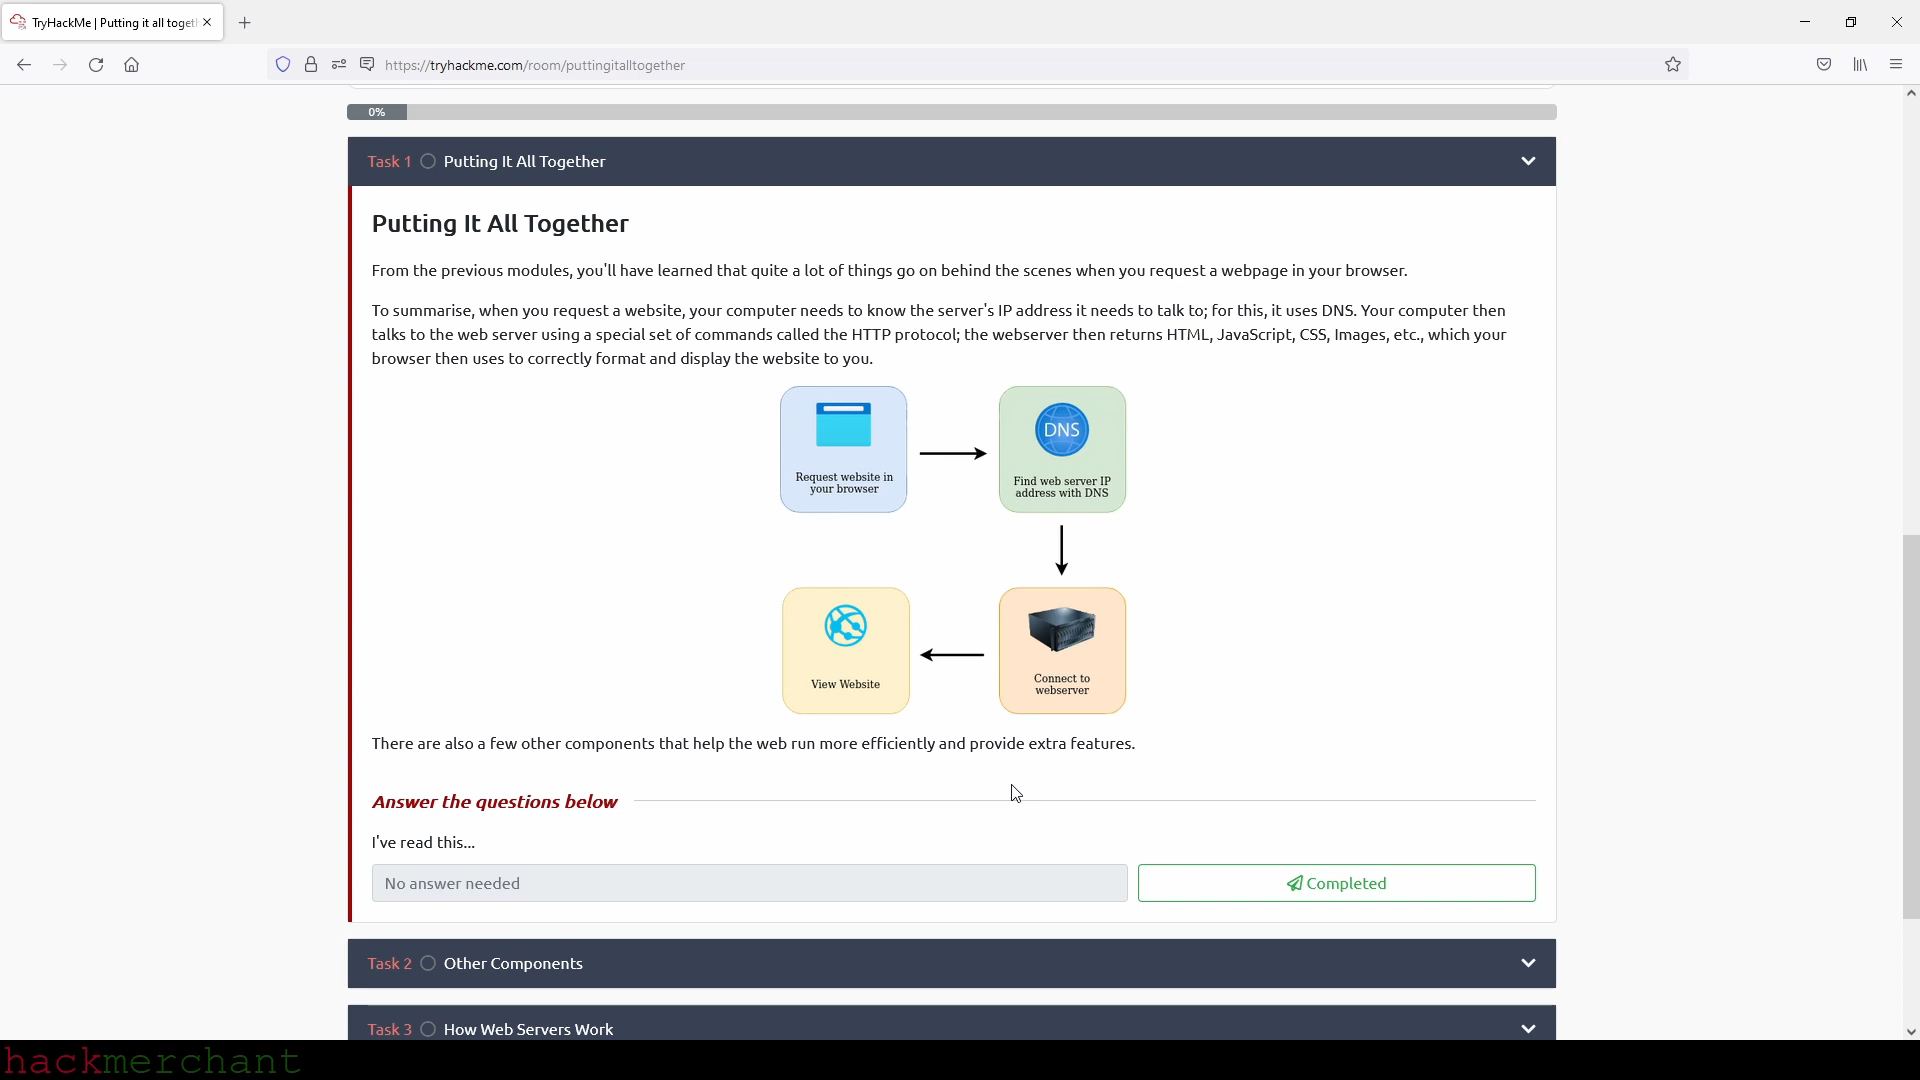 TryHackMe | Putting it all toget
https://tryhackme.com/room/puttingitalltogether
0%
Task 1 Putting It All Together
Putting It All Together
From the previous modules, you'll have learned that quite a lot of things go on behind the scenes when you request a webpage in your browser.
To summarise, when you request a website, your computer needs to know the server's IP address it needs to talk to; for this, it uses DNS. Your computer then
talks to the web server using a special set of commands called the HTTP protocol; the webserver then returns HTML, JavaScript, CSS, Images, etc., which your
browser then uses to correctly format and display the website to you.
Request website in
your browser
DNS
Find web server IP
address with DNS
View Website
Connect to
webserver
There are also a few other components that help the web run more efficiently and provide extra features.
Answer the questions below
I've read this...
No answer needed
Completed
Task 2 Other Components
Task 3 How Web Servers Work
hackmerchant